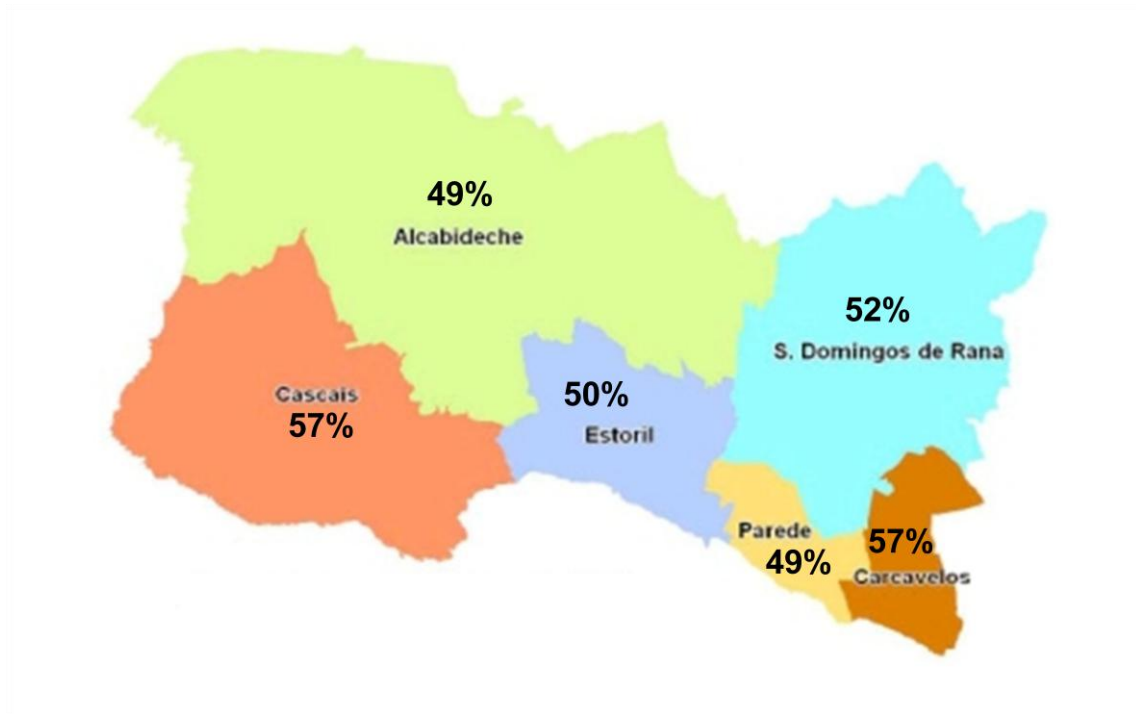 49%
Alcabideche
52%
S. Domingos de Rana
Cascais
57%
50%
Estoril
Parede
49%
57%
Carcavelos